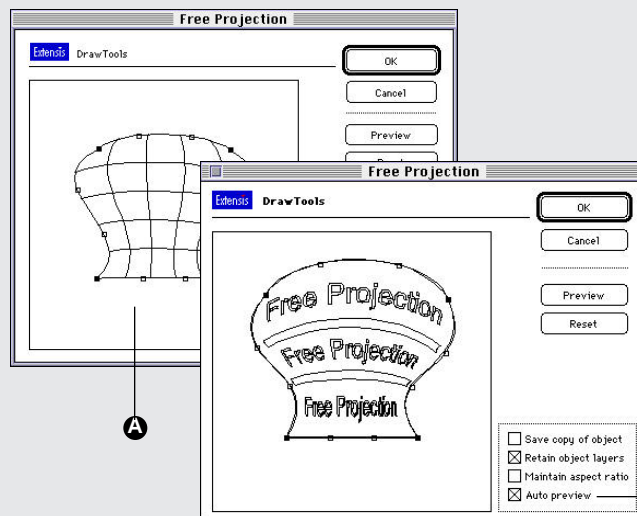 Free Projection
Extensis DrawTools
OK
Cancel
Preview
Free Projection
Extensis DrawTools
OK
Cancel
Preview
Reset
Free Projection
Free Projection
Free Projection
Save copy of object
Retain object layers
Maintain aspect ratio
Auto preview
A